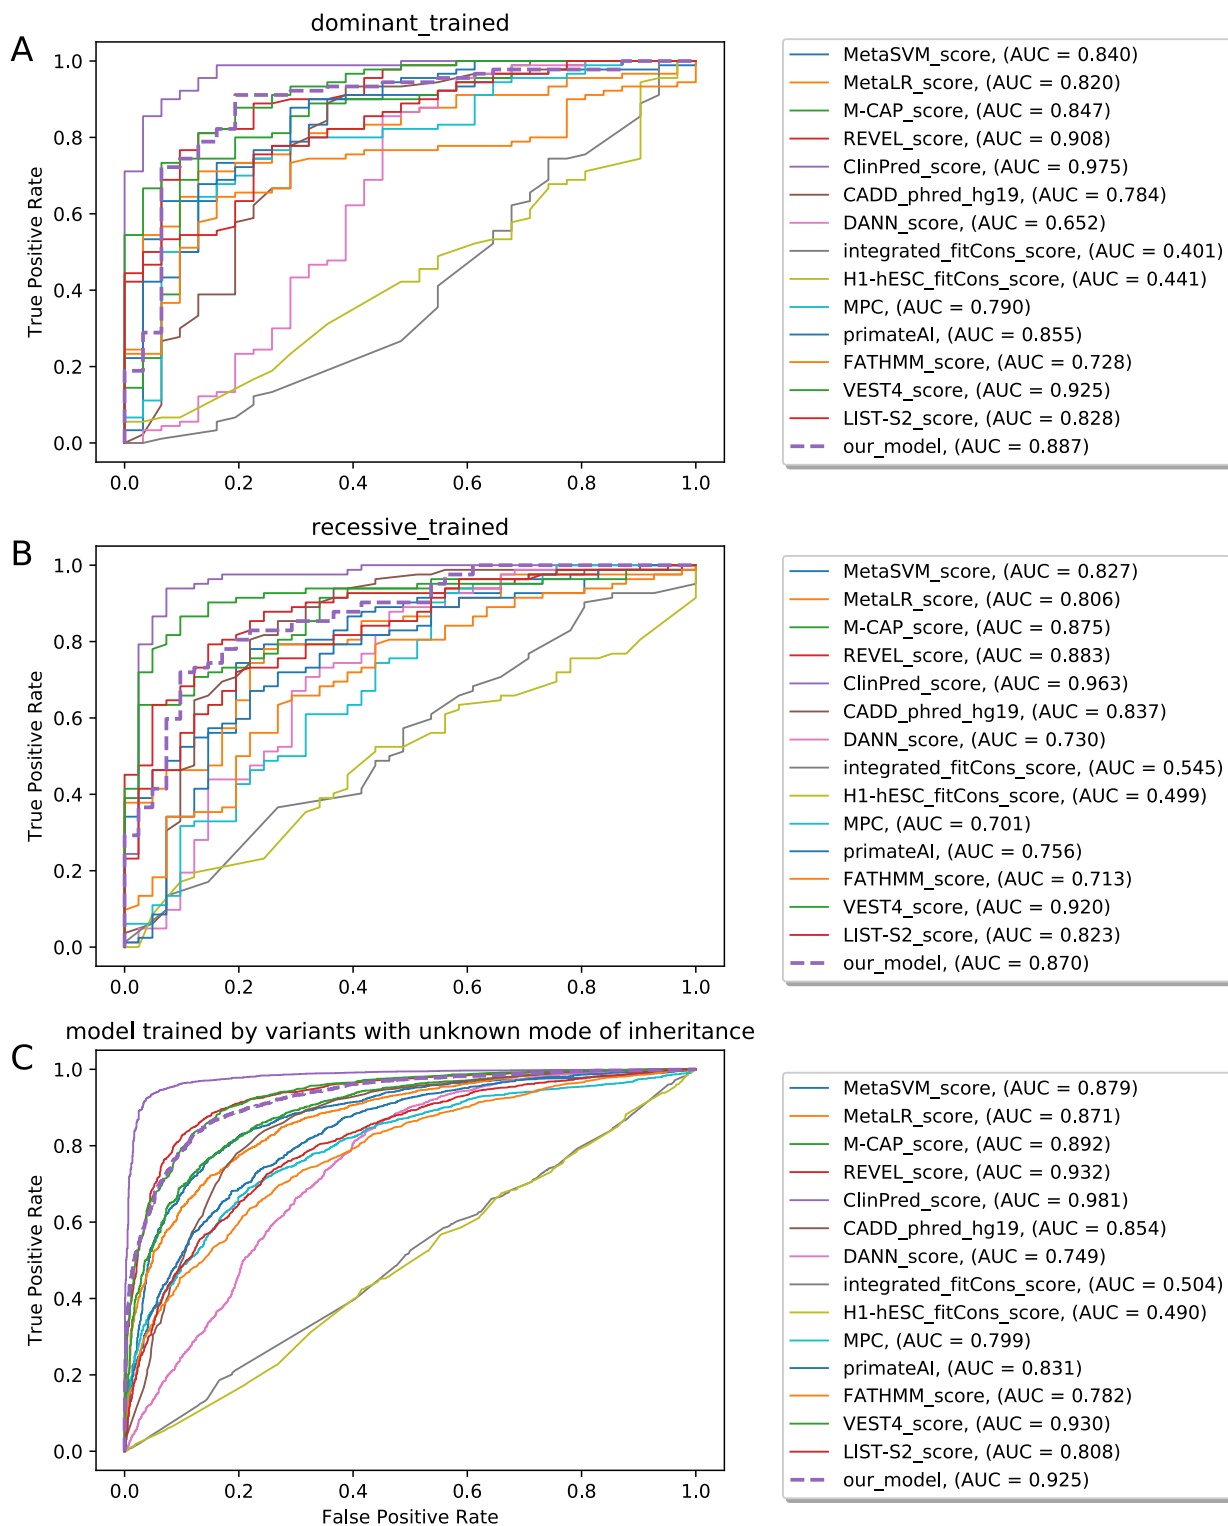 A
dominant_trained
True Positive Rate
1.0
0.8
0.6
0.4
0.2
0.0
0.0 0.2 0.4 0.6 0.8 1.0
MetaSVM_score, (AUC = 0.840)
MetaLR_score, (AUC = 0.820)
M-CAP_score, (AUC = 0.847)
REVEL_score, (AUC = 0.908)
ClinPred_score, (AUC = 0.975)
CADD_phred_hg19, (AUC = 0.784)
DANN_score, (AUC = 0.652)
integrated_fitCons_score, (AUC = 0.401)
H1-hESC_fitCons_score, (AUC = 0.441)
MPC, (AUC = 0.790)
primateAI, (AUC = 0.855)
FATHMM_score, (AUC = 0.728)
VEST4_score, (AUC = 0.925)
LIST-S2_score, (AUC = 0.828)
our_model, (AUC = 0.887)
B
recessive_trained
True Positive Rate
1.0
0.8
0.6
0.4
0.2
0.0
0.0 0.2 0.4 0.6 0.8 1.0
MetaSVM_score, (AUC = 0.827)
MetaLR_score, (AUC = 0.806)
M-CAP_score, (AUC = 0.875)
REVEL_score, (AUC = 0.883)
ClinPred_score, (AUC = 0.963)
CADD_phred_hg19, (AUC = 0.837)
DANN_score, (AUC = 0.730)
integrated_fitCons_score, (AUC = 0.545)
H1-hESC_fitCons_score, (AUC = 0.499)
MPC, (AUC = 0.701)
primateAI, (AUC = 0.756)
FATHMM_score, (AUC = 0.713)
VEST4_score, (AUC = 0.920)
LIST-S2_score, (AUC = 0.823)
our_model, (AUC = 0.870)
C
model trained by variants with unknown mode of inheritance
True Positive Rate
1.0
0.8
0.6
0.4
0.2
0.0
0.0 0.2 0.4 0.6 0.8 1.0
False Positive Rate
MetaSVM_score, (AUC = 0.879)
MetaLR_score, (AUC = 0.871)
M-CAP_score, (AUC = 0.892)
REVEL_score, (AUC = 0.932)
ClinPred_score, (AUC = 0.981)
CADD_phred_hg19, (AUC = 0.854)
DANN_score, (AUC = 0.749)
integrated_fitCons_score, (AUC = 0.504)
H1-hESC_fitCons_score, (AUC = 0.490)
MPC, (AUC = 0.799)
primateAI, (AUC = 0.831)
FATHMM_score, (AUC = 0.782)
VEST4_score, (AUC = 0.930)
LIST-S2_score, (AUC = 0.808)
our_model, (AUC = 0.925)